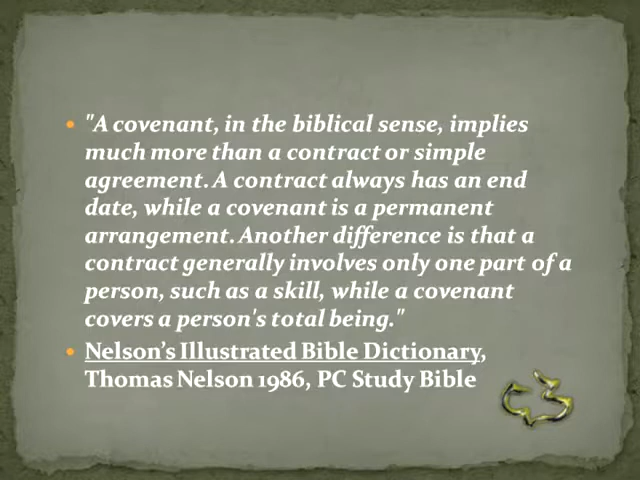 • "A covenant, in the biblical sense, implies
much more than a contract or simple
agreement. A contract always has an end
date, while a covenant is a permanent
arrangement. Another difference is that a
contract generally involves only one part of a
person, such as a skill, while a covenant
covers a person's total being."
• Nelson’s Illustrated Bible Dictionary,
Thomas Nelson 1986, PC Study Bible